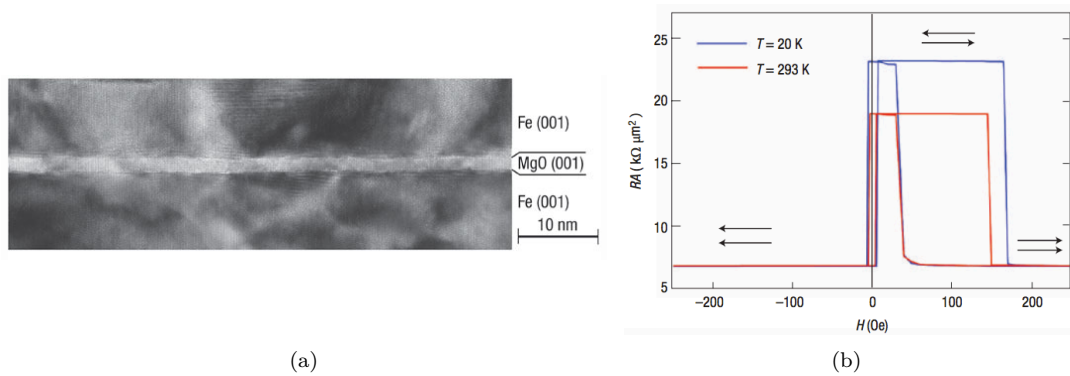 Fe (001)
MgO (001)
Fe (001)
10 nm
(a)
T = 20 K
T = 293 K
RA (kΩ μm²)
25
20
15
10
5
−200
−100
0
100
200
H (Oe)
(b)